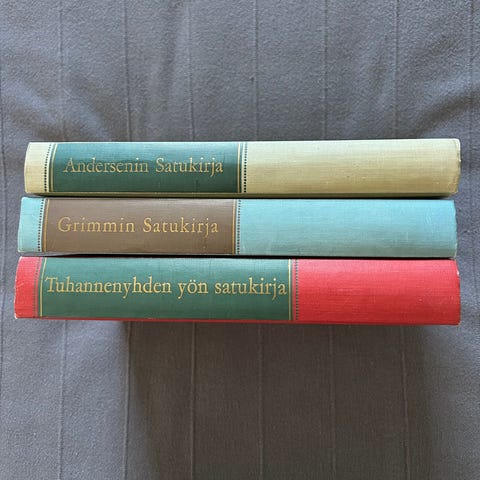 Andersenin Satukirja
Grimmin Satukirja
Tuhannenyhden yön satukirja